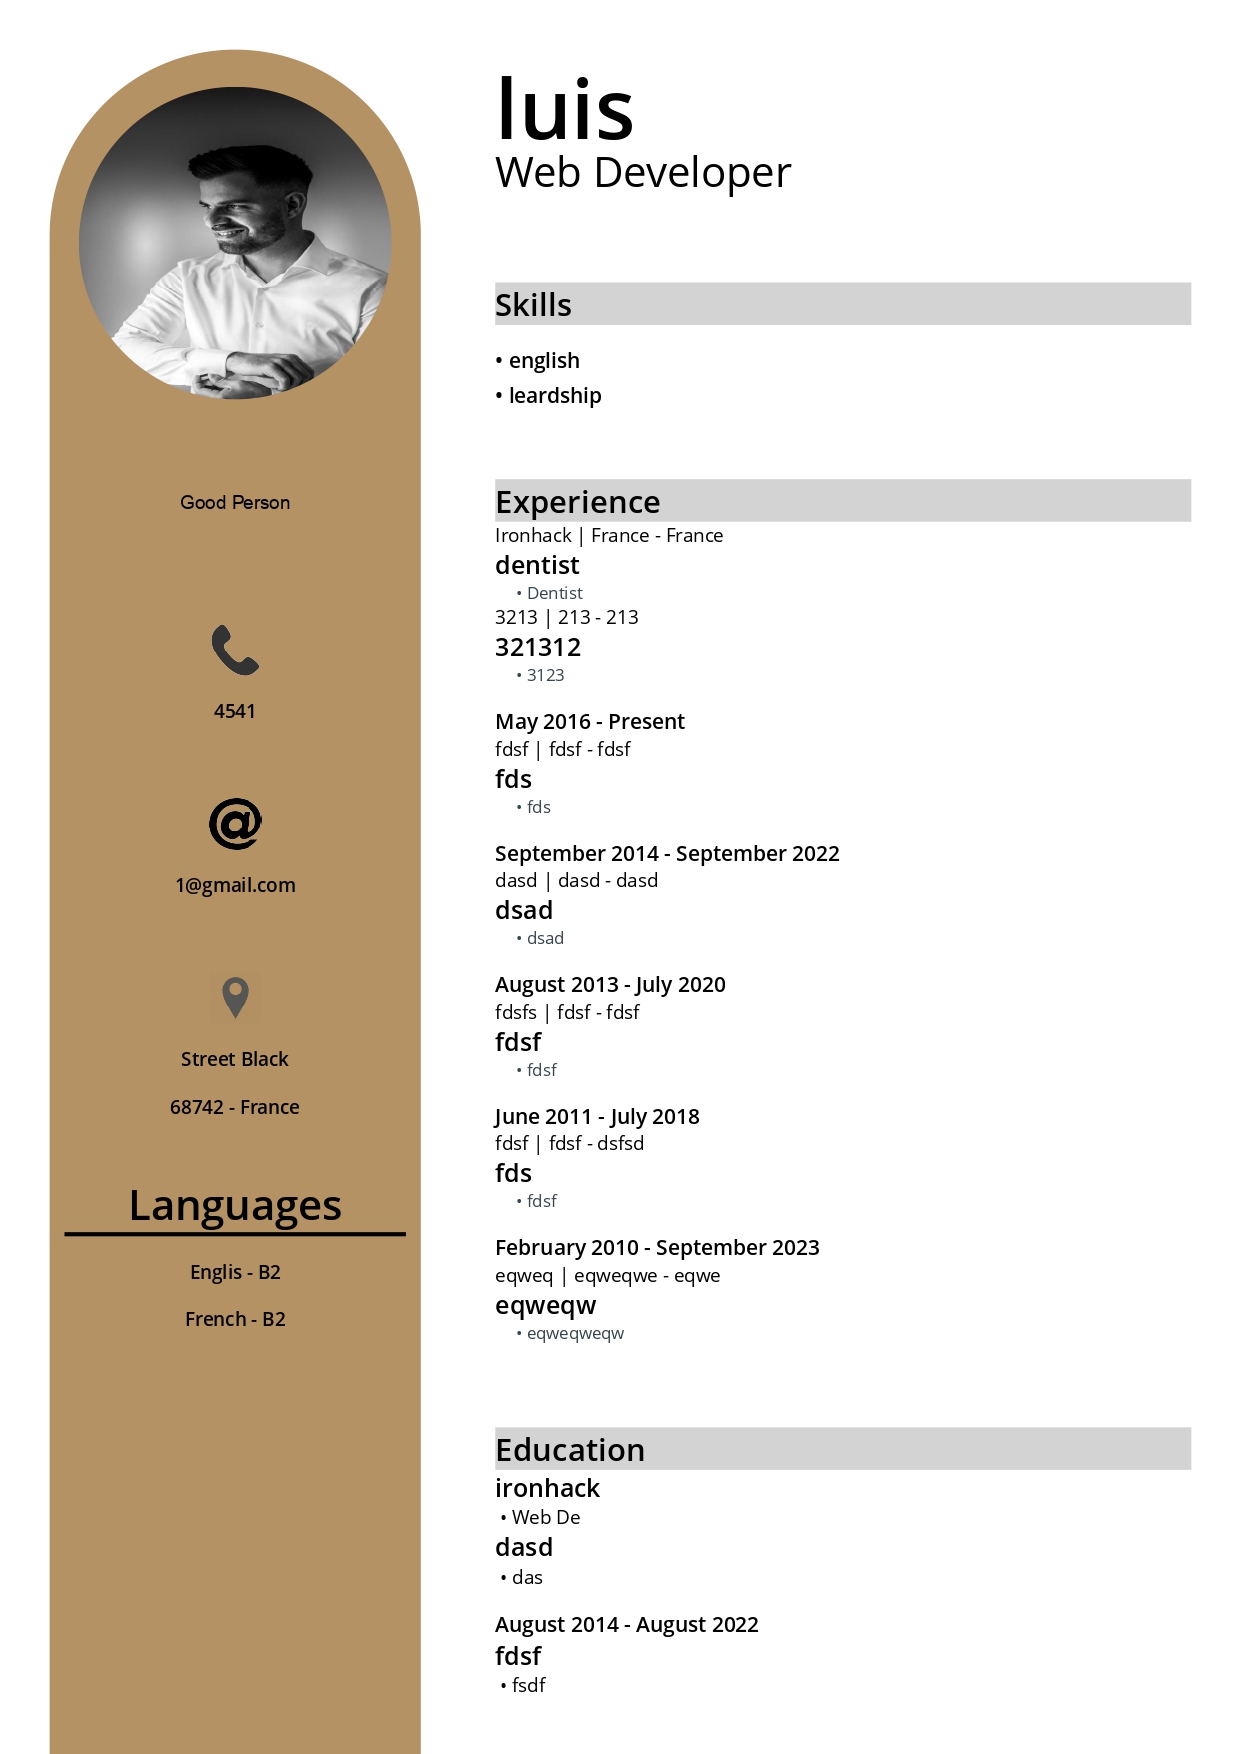 luis
Web Developer
Good Person
4541
1@gmail.com
Street Black
68742 - France
Languages
Englis - B2
French - B2
Skills
• english
• leardship
Experience
Ironhack | France - France
dentist
• Dentist
3213 | 213 - 213
321312
• 3123
May 2016 - Present
fdsf | fdsf - fdsf
fds
• fds
September 2014 - September 2022
dasd | dasd - dasd
dsad
• dsad
August 2013 - July 2020
fdsfs | fdsf - fdsf
fdsf
• fdsf
June 2011 - July 2018
fdsf | fdsf - dsfsd
fds
• fdsf
February 2010 - September 2023
eqweq | eqweqwe - eqwe
eqweqw
• eqweqweqw
Education
ironhack
• Web De
dasd
• das
August 2014 - August 2022
fdsf
• fsdf